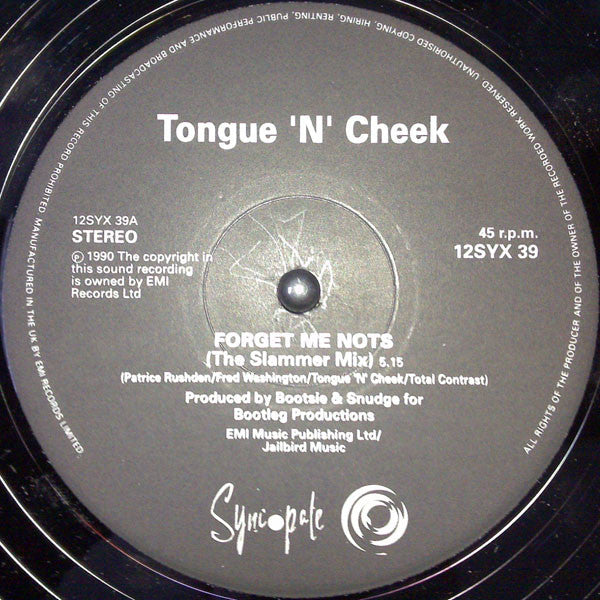 ALL RIGHTS OF THE PRODUCER AND OF THE OWNER OF THE RECORDED WORK RESERVED. UNAUTHORISED COPYING, HIRING, RENTING, PUBLIC PERFORMANCE AND BROADCASTING OF THIS RECORD PROHIBITED. MANUFACTURED IN THE UK BY EMI RECORDS LIMITED.
Tongue 'N' Cheek
12SYX 39A
STEREO
℗ 1990 The copyright in
this sound recording
is owned by EMI
Records Ltd
45 r.p.m.
12SYX 39
FORGET ME NOTS
(The Slammer Mix) 5.15
(Patrice Rushden/Fred Washington/Tongue 'N' Cheek/Total Contrast)
Produced by Bootsie & Snudge for
Bootleg Productions
EMI Music Publishing Ltd/
Jailbird Music
Syncopate